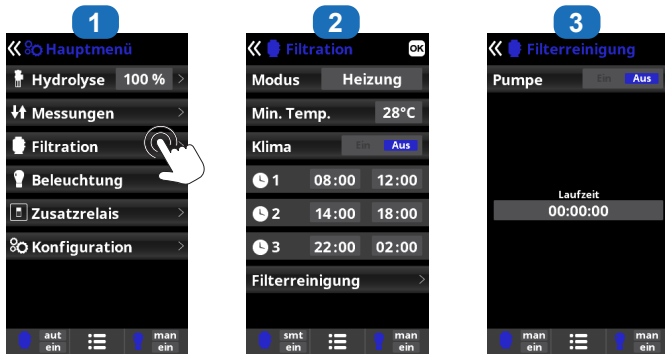 1
Hauptmenü
Hydrolyse 100 %
Messungen
Filtration
Beleuchtung
Zusatzrelais
Konfiguration
aut
ein
man
ein
2
Filtration OK
Modus Heizung
Min. Temp. 28°C
Klima Ein Aus
1 08:00 12:00
2 14:00 18:00
3 22:00 02:00
Filterreinigung
smt
ein
man
ein
3
Filterreinigung
Pumpe Ein Aus
Laufzeit
00:00:00
man
ein
man
ein